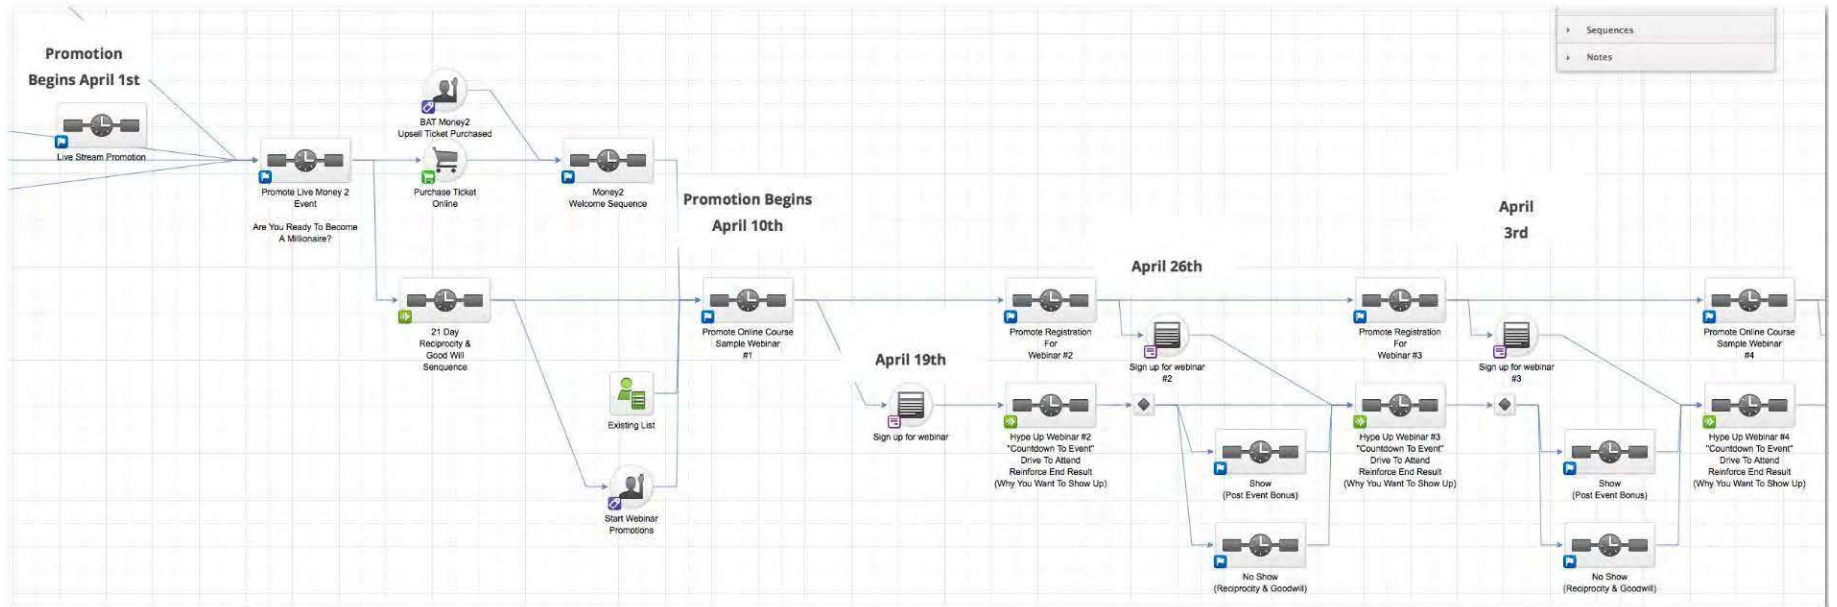 Sequences
Notes
Promotion
Begins April 1st
Live Stream Promotion
BAT Money2
Upsell Ticket Purchased
Promote Live Money 2
Event
Are You Ready To Become
A Millionaire?
Purchase Ticket
Online
Money2
Welcome Sequence
Promotion Begins
April 10th
21 Day
Reciprocity &
Good Will
Senquence
Promote Online Course
Sample Webinar
#1
Existing List
Start Webinar
Promotions
April 19th
Sign up for webinar
Promote Registration
For
Webinar #2
April 26th
Sign up for webinar
#2
Hype Up Webinar #2
"Countdown To Event"
Drive To Attend
Reinforce End Result
(Why You Want To Show Up)
Show
(Post Event Bonus)
No Show
(Reciprocity & Goodwill)
Promote Registration
For
Webinar #3
April
3rd
Sign up for webinar
#3
Hype Up Webinar #3
"Countdown To Event"
Drive To Attend
Reinforce End Result
(Why You Want To Show Up)
Show
(Post Event Bonus)
No Show
(Reciprocity & Goodwill)
Promote Online Course
Sample Webinar
#4
Hype Up Webinar #4
"Countdown To Event"
Drive To Attend
Reinforce End Result
(Why You Want To Show Up)